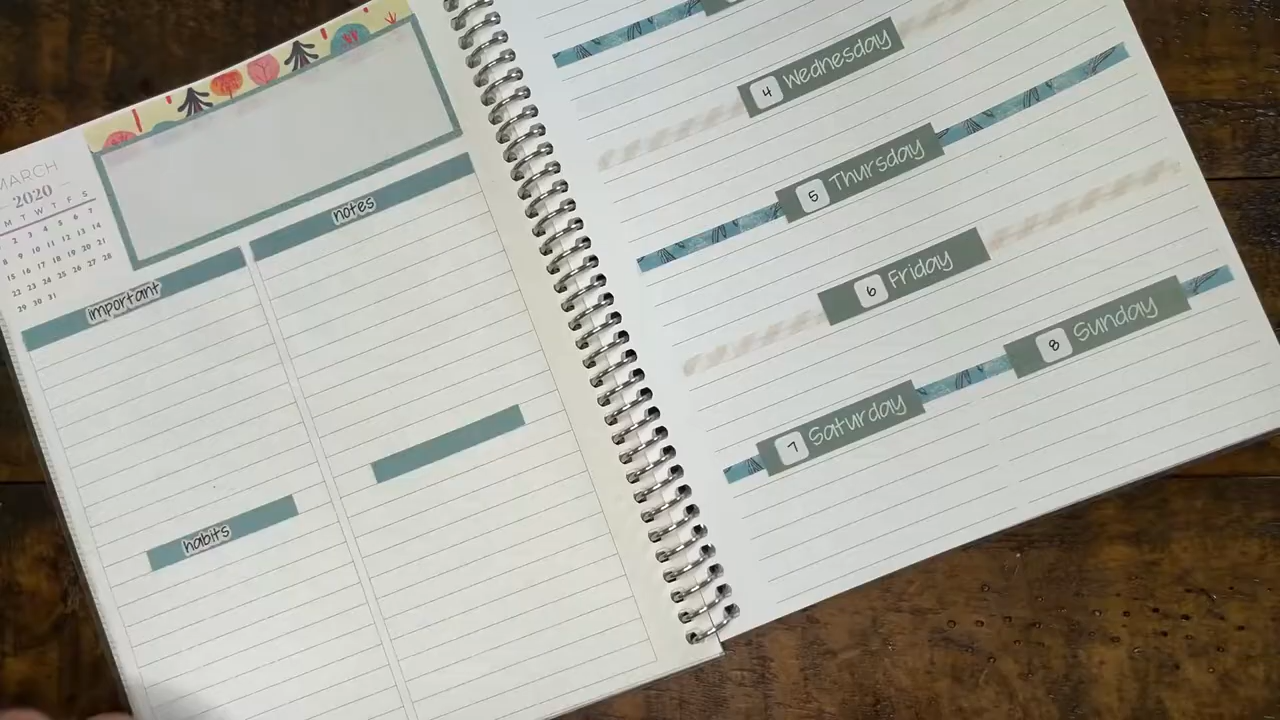 MARCH
2020
M T W T F S
2 3 4 5 6 7
8 9 10 11 12 13 14
15 16 17 18 19 20 21
22 23 24 25 26 27 28
29 30 31
important
notes
habits
4 Wednesday
5 Thursday
6 Friday
7 Saturday
8 Sunday